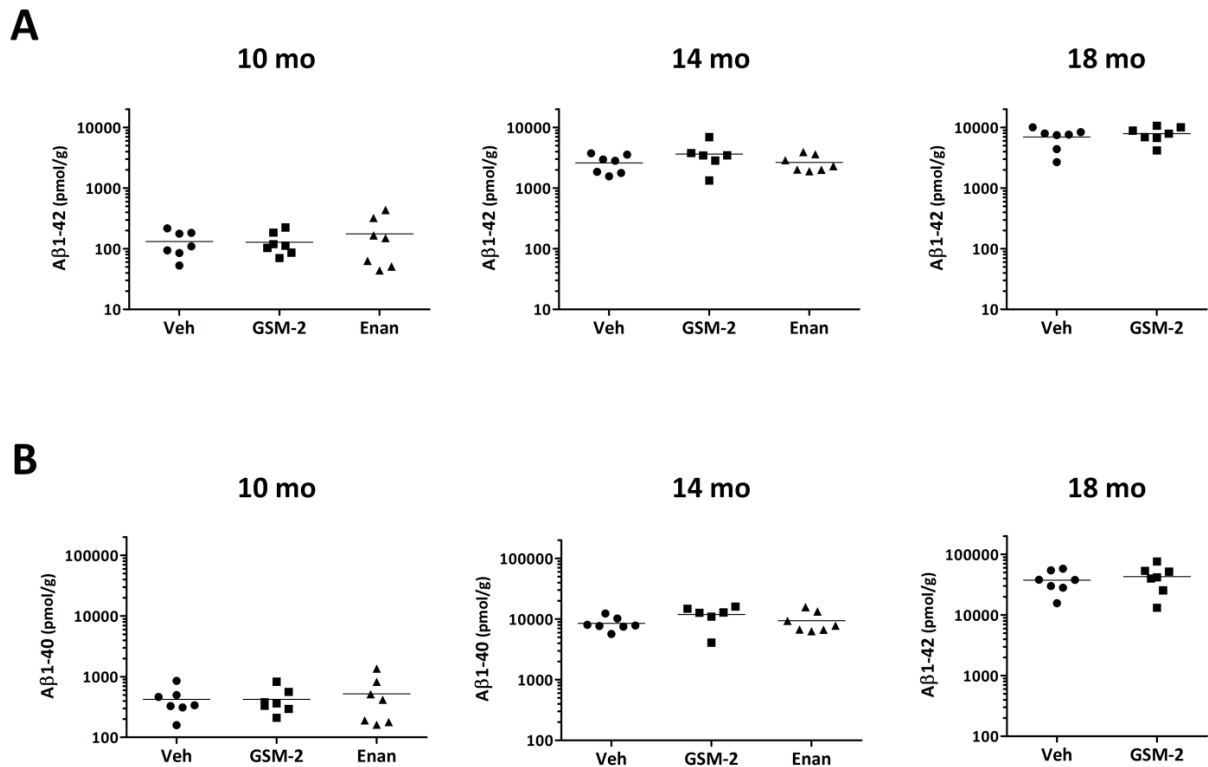 A
10 mo
14 mo
18 mo
Aβ1-42 (pmol/g)
10000
1000
100
10
Veh GSM-2 Enan
Aβ1-42 (pmol/g)
10000
1000
100
10
Veh GSM-2 Enan
Aβ1-42 (pmol/g)
10000
1000
100
10
Veh GSM-2
B
10 mo
14 mo
18 mo
Aβ1-40 (pmol/g)
100000
10000
1000
100
Veh GSM-2 Enan
Aβ1-40 (pmol/g)
100000
10000
1000
100
Veh GSM-2 Enan
Aβ1-42 (pmol/g)
100000
10000
1000
100
Veh GSM-2